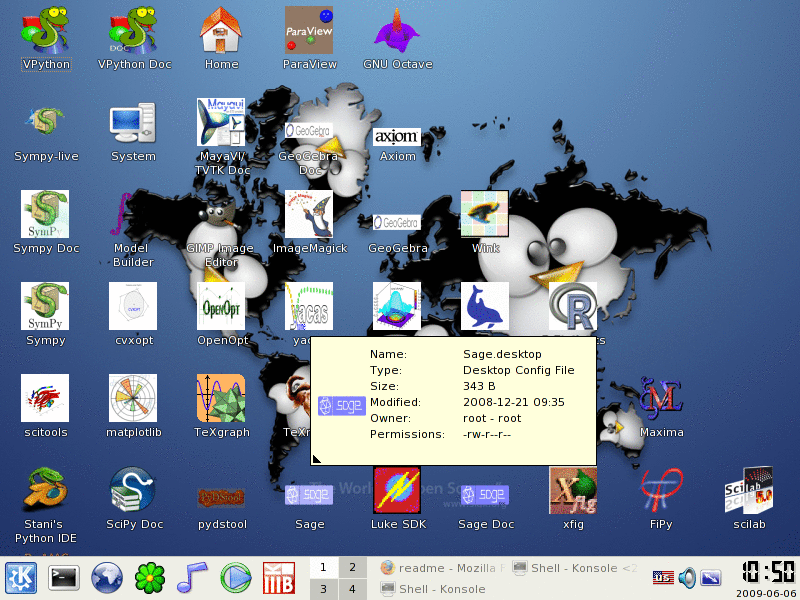 ParaView
VPython
VPython Doc
DOC
Home
ParaView
GNU Octave
Mayavi
GeoGebra
axiom
Sympy-live
System
MayaVI/
TVTK Doc
GeoGebra
Doc
Axiom
SymPy
GeoGebra
Sympy Doc
Model
Builder
GIMP Image
Editor
ImageMagick
GeoGebra
Wink
SymPy
cvxopt
OpenOpt
yacas
R
Sympy
cvxopt
OpenOpt
Name: Sage.desktop
Type: Desktop Config File
Size: 343 B
Modified: 2008-12-21 09:35
Owner: root - root
Permissions: -rw-r--r--
sage
scitools
matplotlib
TeXgraph
M
Maxima
pydstool
sage
sage
Xfig
Scilab
Stani's
Python IDE
SciPy Doc
pydstool
Sage
Luke SDK
Sage Doc
xfig
FiPy
scilab
K
1 2
3 4
readme - Mozilla
Shell - Konsole <2
Shell - Konsole
us
10:50
2009-06-06